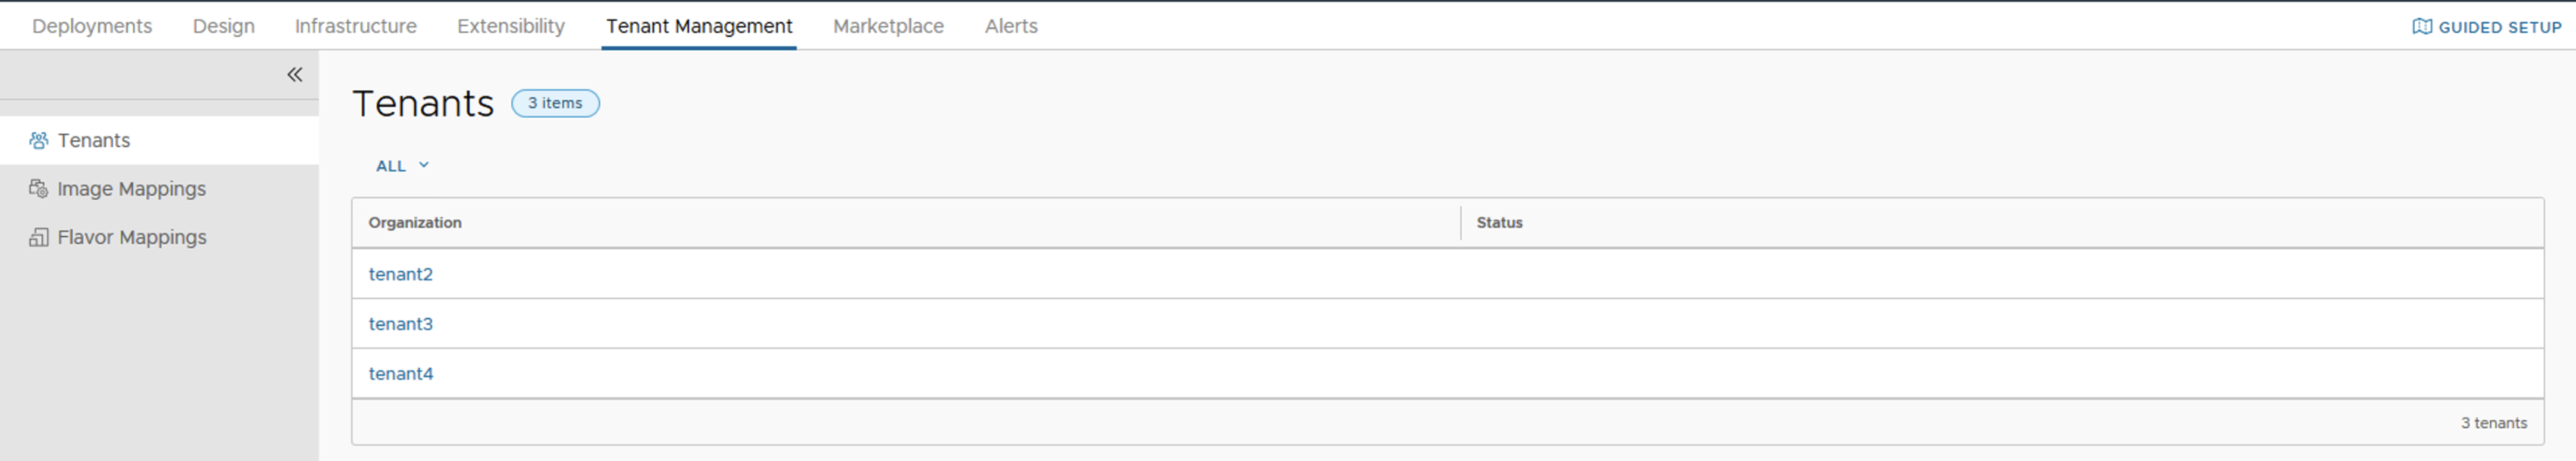 Deployments Design Infrastructure Extensibility Tenant Management Marketplace Alerts GUIDED SETUP
Tenants 3 items
Tenants
ALL
Image Mappings
Organization Status
Flavor Mappings
tenant2
tenant3
tenant4
3 tenants